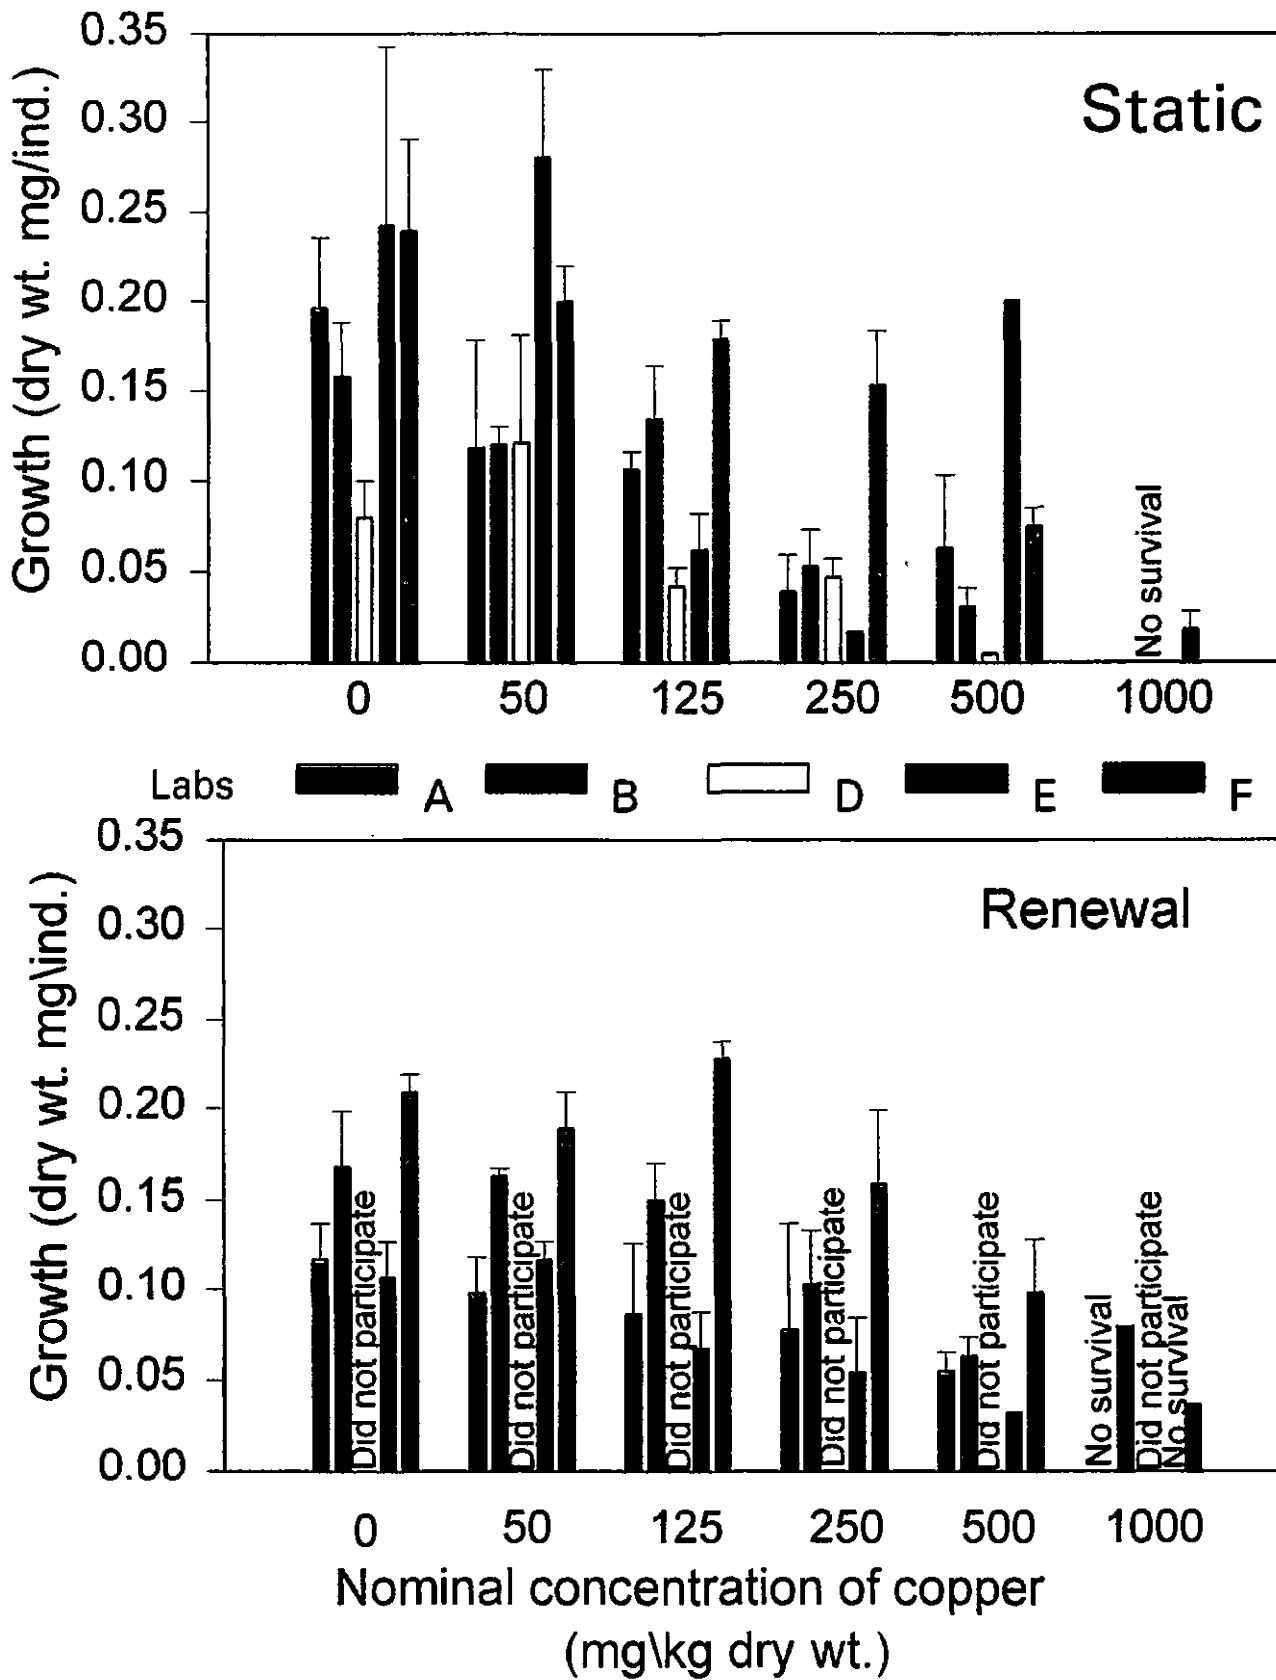 Static
Growth (dry wt. mg/ind.)
0.35
0.30
0.25
0.20
0.15
0.10
0.05
0.00
No survival
0 50 125 250 500 1000
Labs A B D E F
Renewal
Growth (dry wt. mg\ind.)
0.35
0.30
0.25
0.20
0.15
0.10
0.05
0.00
Did not participate
Did not participate
Did not participate
Did not participate
Did not participate
No survival
Did not participate
No survival
0 50 125 250 500 1000
Nominal concentration of copper
(mg\kg dry wt.)